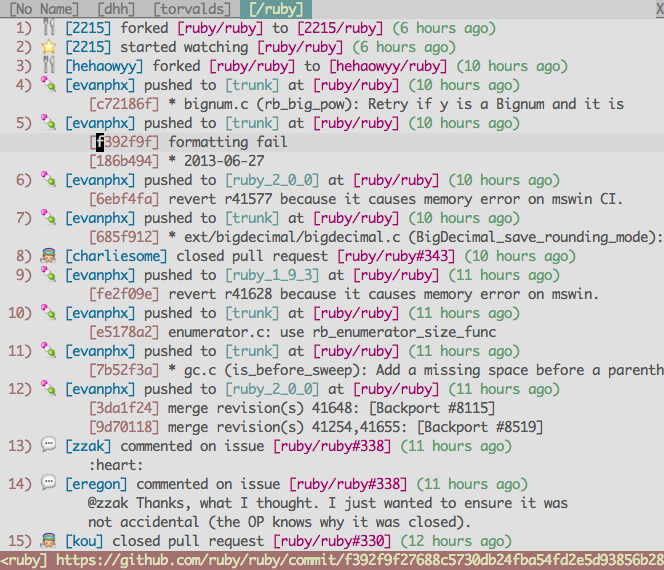 [No Name] [dhh] [torvalds] [/ruby] X
1) [2215] forked [ruby/ruby] to [2215/ruby] (6 hours ago)
2) [2215] started watching [ruby/ruby] (6 hours ago)
3) [hehaowyy] forked [ruby/ruby] to [hehaowyy/ruby] (10 hours ago)
4) [evanphx] pushed to [trunk] at [ruby/ruby] (10 hours ago)
[c72186f] * bignum.c (rb_big_pow): Retry if y is a Bignum and it is
5) [evanphx] pushed to [trunk] at [ruby/ruby] (10 hours ago)
[f392f9f] formatting fail
[186b494] * 2013-06-27
6) [evanphx] pushed to [ruby_2_0_0] at [ruby/ruby] (10 hours ago)
[6ebf4fa] revert r41577 because it causes memory error on mswin CI.
7) [evanphx] pushed to [trunk] at [ruby/ruby] (10 hours ago)
[685f912] * ext/bigdecimal/bigdecimal.c (BigDecimal_save_rounding_mode):
8) [charliesome] closed pull request [ruby/ruby#343] (10 hours ago)
9) [evanphx] pushed to [ruby_1_9_3] at [ruby/ruby] (11 hours ago)
[fe2f09e] revert r41628 because it causes memory error on mswin.
10) [evanphx] pushed to [trunk] at [ruby/ruby] (11 hours ago)
[e5178a2] enumerator.c: use rb_enumerator_size_func
11) [evanphx] pushed to [trunk] at [ruby/ruby] (11 hours ago)
[7b52f3a] * gc.c (is_before_sweep): Add a missing space before a parenth
12) [evanphx] pushed to [ruby_2_0_0] at [ruby/ruby] (11 hours ago)
[3da1f24] merge revision(s) 41648: [Backport #8115]
[9d70118] merge revision(s) 41254,41655: [Backport #8519]
13) [zzak] commented on issue [ruby/ruby#338] (11 hours ago)
:heart:
14) [eregon] commented on issue [ruby/ruby#338] (11 hours ago)
@zzak Thanks, what I thought. I just wanted to ensure it was
not accidental (the OP knows why it was closed).
15) [kou] closed pull request [ruby/ruby#330] (12 hours ago)
<ruby] https://github.com/ruby/ruby/commit/f392f9f27688c5730db24fba54fd2e5d93856b28